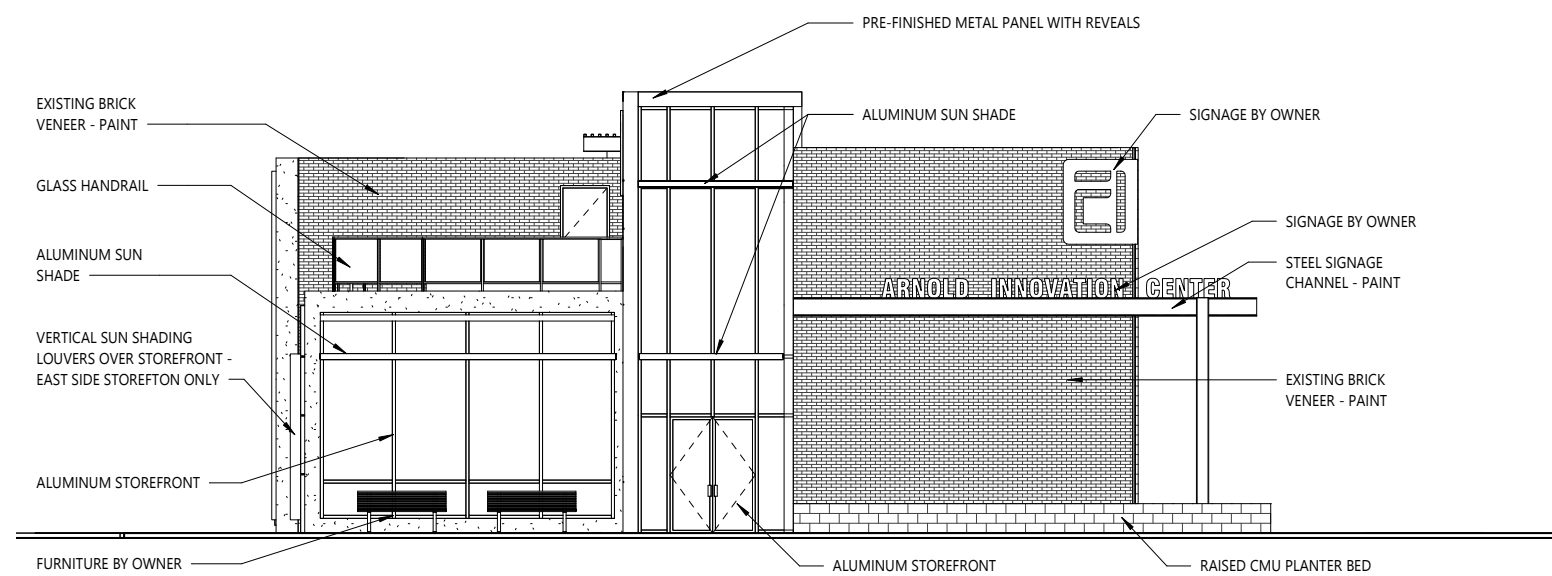 PRE-FINISHED METAL PANEL WITH REVEALS
EXISTING BRICK
VENEER - PAINT
ALUMINUM SUN SHADE
SIGNAGE BY OWNER
GLASS HANDRAIL
SIGNAGE BY OWNER
ALUMINUM SUN
SHADE
STEEL SIGNAGE
CHANNEL - PAINT
ARNOLD INNOVATION CENTER
VERTICAL SUN SHADING
LOUVERS OVER STOREFRONT -
EAST SIDE STOREFTON ONLY
EXISTING BRICK
VENEER - PAINT
ALUMINUM STOREFRONT
FURNITURE BY OWNER
ALUMINUM STOREFRONT
RAISED CMU PLANTER BED